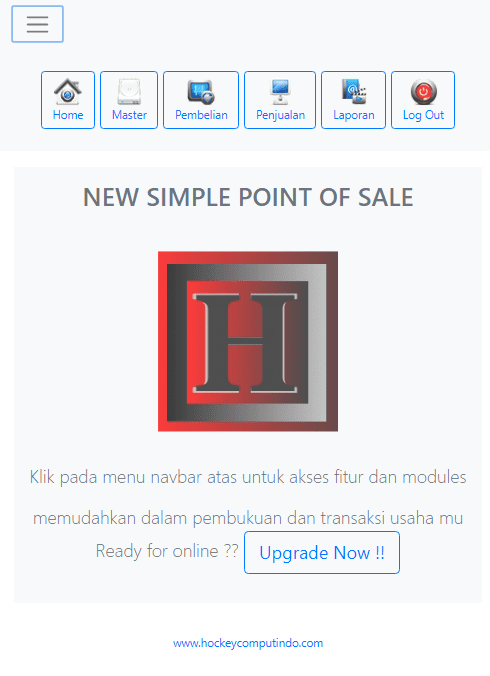 Home Master Pembelian Penjualan Laporan Log Out
NEW SIMPLE POINT OF SALE
H
Klik pada menu navbar atas untuk akses fitur dan modules
memudahkan dalam pembukuan dan transaksi usaha mu
Ready for online ?? Upgrade Now !!
www.hockeycomputindo.com